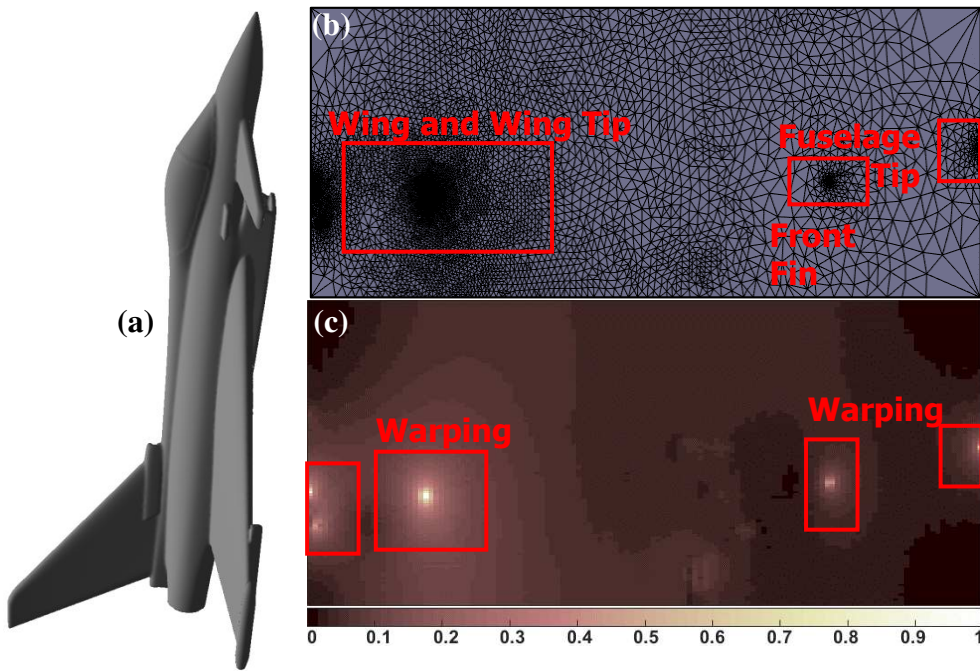 (a)
(b)
Wing and Wing Tip
Fuselage
Tip
Front
Fin
(c)
Warping
Warping
0 0.1 0.2 0.3 0.4 0.5 0.6 0.7 0.8 0.9 1